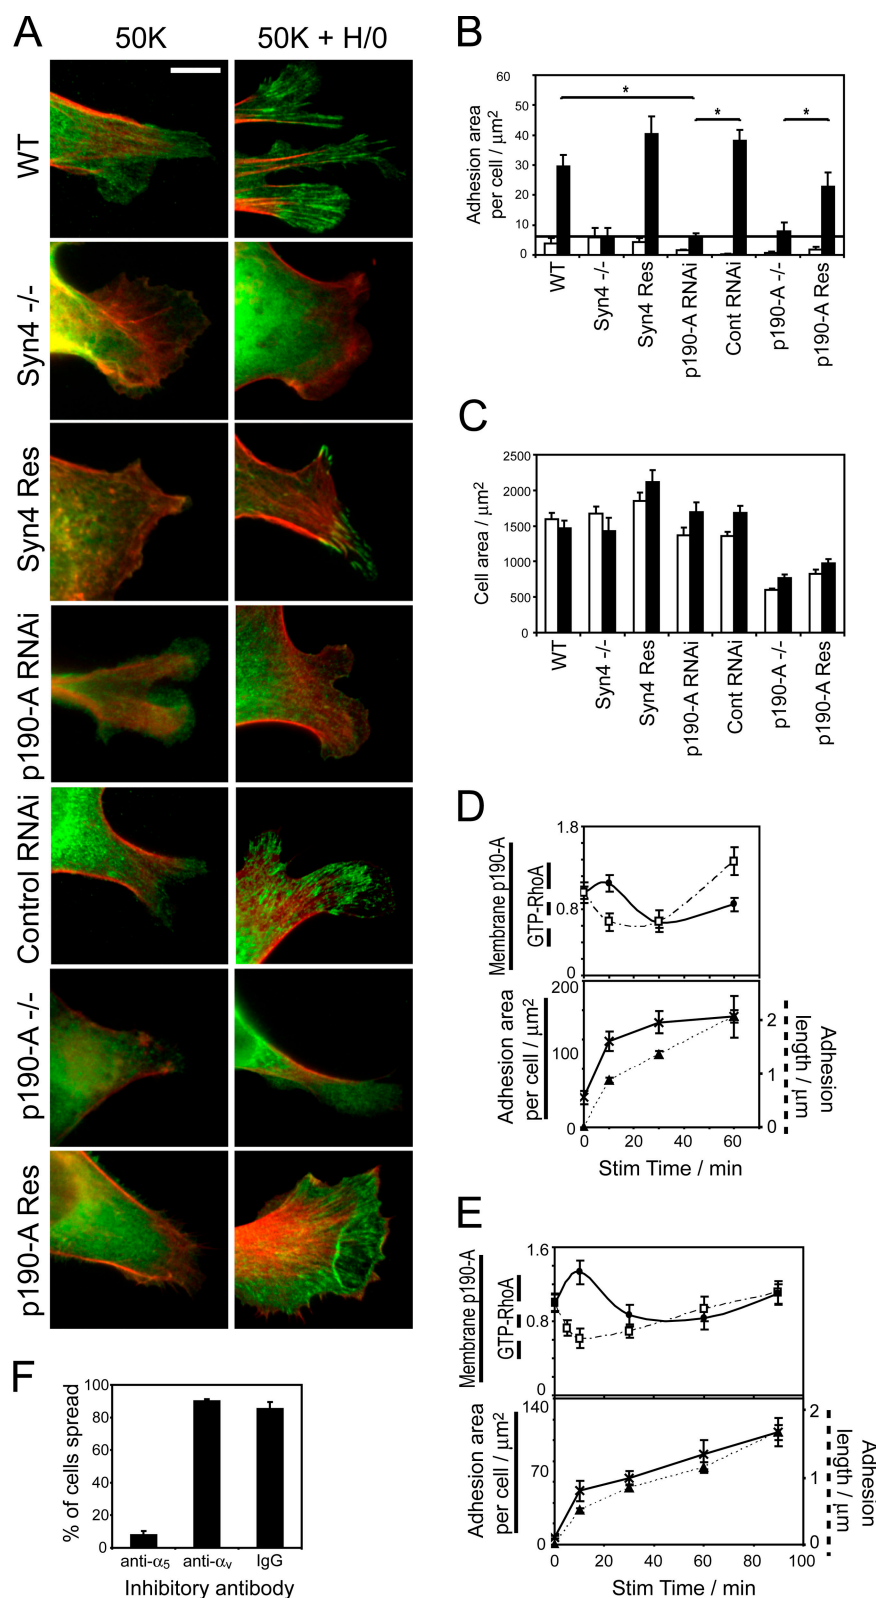 A
50K
50K + H/0
WT
Syn4 -/-
Syn4 Res
p190-A RNAi
Control RNAi
p190-A -/-
p190-A Res
B
Adhesion area
per cell / μm2
60
50
40
30
20
10
0
*
*
*
WT
Syn4 -/-
Syn4 Res
p190-A RNAi
Cont RNAi
p190-A -/-
p190-A Res
C
Cell area / μm2
2500
2000
1500
1000
500
0
WT
Syn4 -/-
Syn4 Res
p190-A RNAi
Cont RNAi
p190-A -/-
p190-A Res
D
Membrane p190-A
GTP-RhoA
1.8
0.8
0
Adhesion area
per cell / μm2
200
100
0
2
1
0
Adhesion
length / μm
0
20
40
60
Stim Time / min
E
Membrane p190-A
GTP-RhoA
1.6
0.8
0
Adhesion area
per cell / μm2
140
70
0
2
1
0
Adhesion
length / μm
0
20
40
60
80
100
Stim Time / min
F
% of cells spread
100
80
60
40
20
0
anti-α5
anti-αv
IgG
Inhibitory antibody